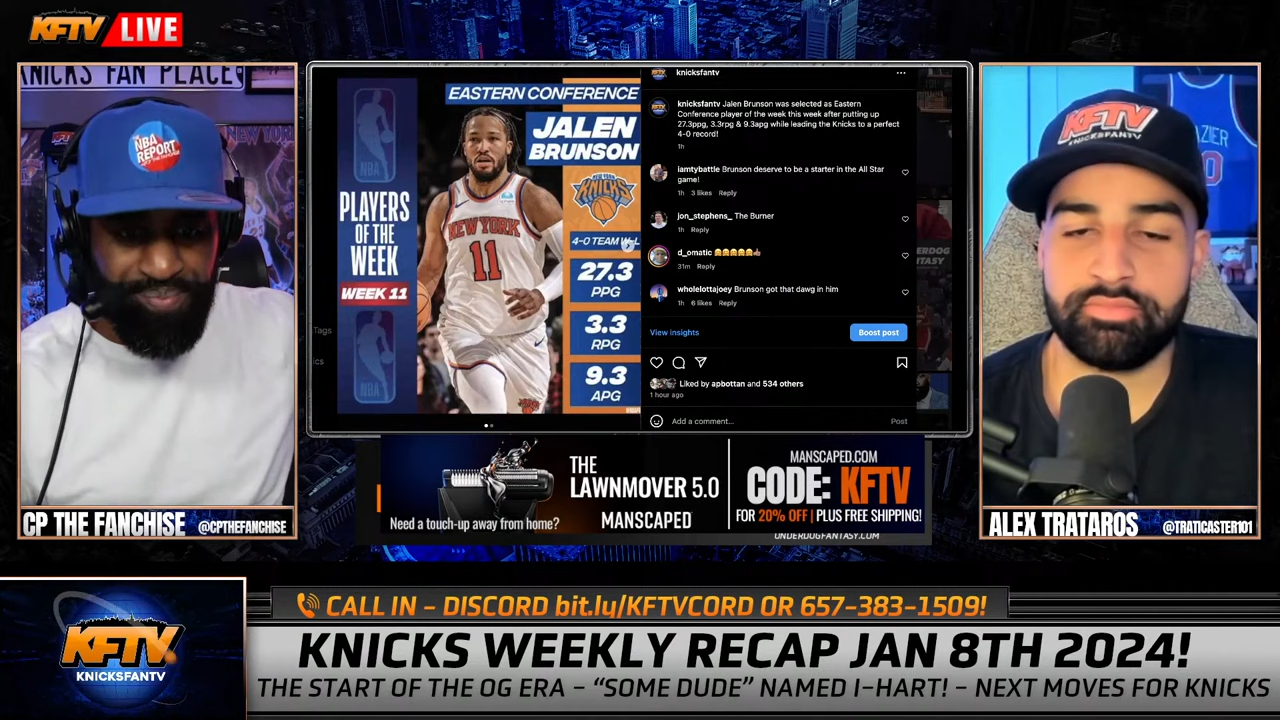 KFTV LIVE
KNICKS FAN PLACE
NEW YORK
NBA
REPORT
KFTV
KNICKSFANTV
EASTERN CONFERENCE
JALEN
BRUNSON
NBA
PLAYERS
OF THE
WEEK
WEEK 11
NBA
NEW YORK
KNICKS
NEW YORK
11
27.3
PPG
3.3
RPG
9.3
APG
Tags
knicksfantv
knicksfantv Jalen Brunson was selected as Eastern
Conference player of the week this week after putting up
27.3ppg, 3.3rpg & 9.3apg while leading the Knicks to a perfect
4-0 record!
1h
iamtybattle Brunson deserve to be a starter in the All Star
game!
1h 3 likes Reply
jon_stephens_ The Burner
1h Reply
d_omatic 🤗🤗🤗🤗🤗👍🏽
31m Reply
wholelottajoey Brunson got that dawg in him
1h 6 likes Reply
View insights
Boost post
Liked by apbottan and 534 others
1 hour ago
Add a comment...
Post
CP THE FANCHISE @CPTHEFANCHISE
Need a touch-up away from home?
THE
LAWNMOVER 5.0
MANSCAPED
MANSCAPED.COM
CODE: KFTV
FOR 20% OFF | PLUS FREE SHIPPING!
UNDERDOGFANTASY.COM
ALEX TRATAROS @TRATICASTER101
CALL IN - DISCORD bit.ly/KFTVCORD OR 657-383-1509!
KFTV
KNICKSFANTV
KNICKS WEEKLY RECAP JAN 8TH 2024!
THE START OF THE OG ERA - “SOME DUDE” NAMED I-HART! - NEXT MOVES FOR KNICKS